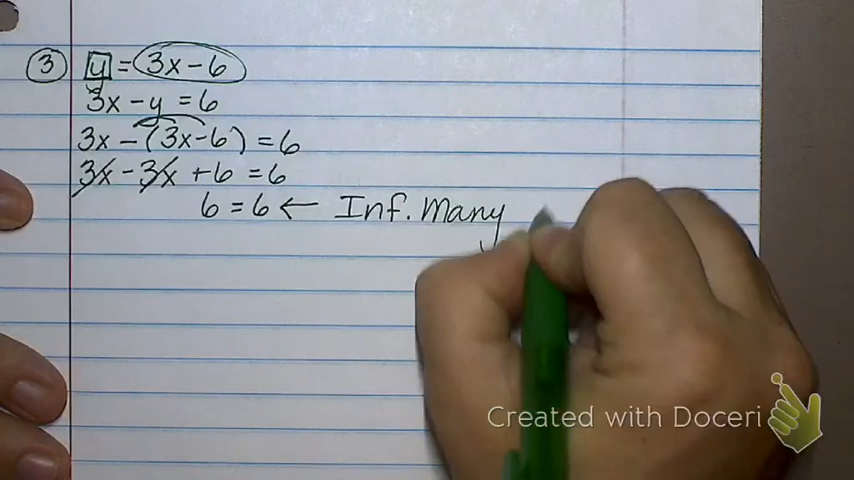 3 y = 3x - 6
3x - y = 6
3x - (3x - 6) = 6
3x - 3x + 6 = 6
6 = 6 ← Inf. Many
Created with Doceri